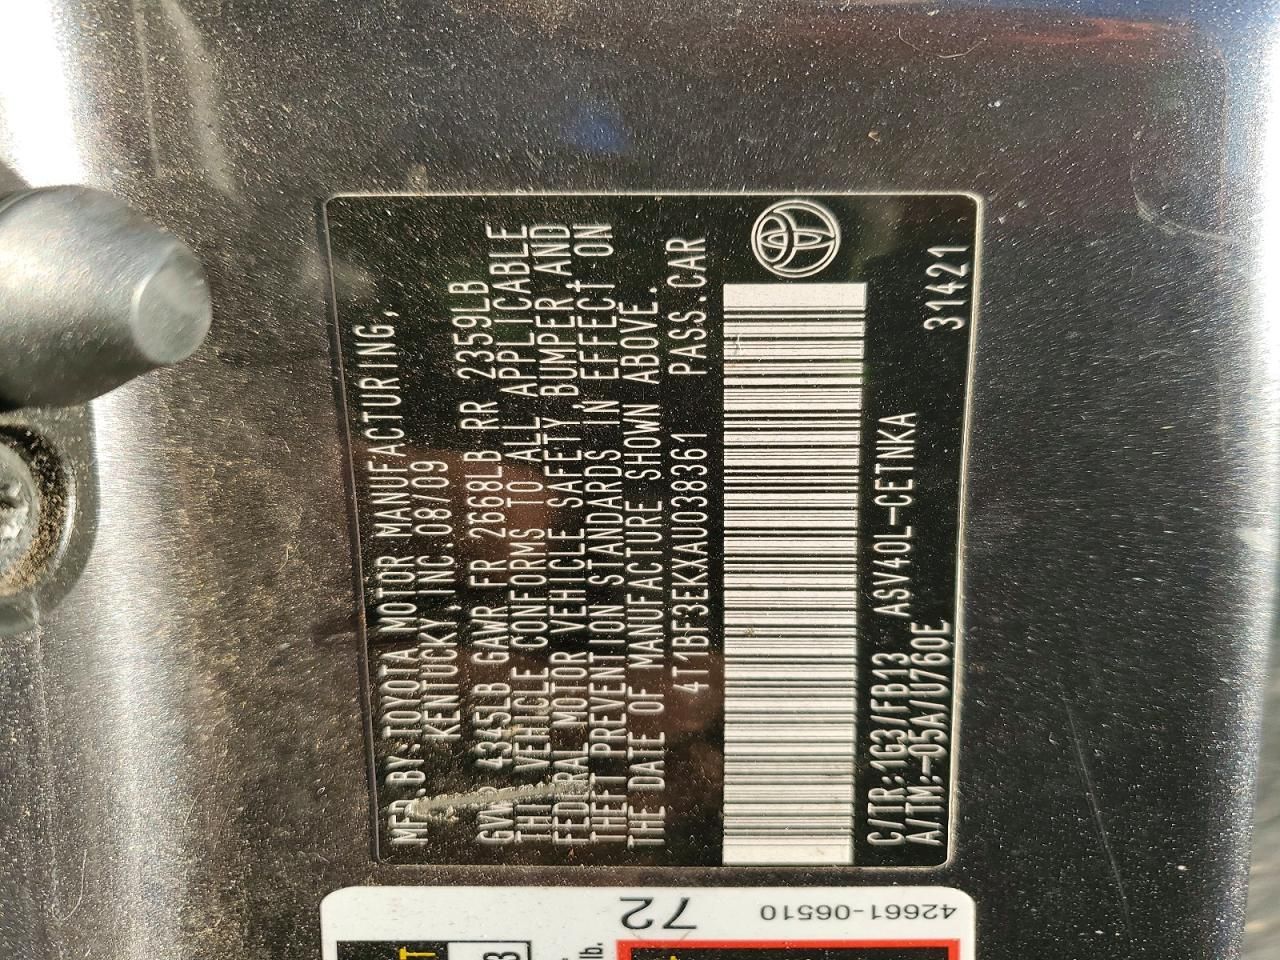 MFD.BY:TOYOTA MOTOR MANUFACTURING,
KENTUCKY,INC.08/09
GVWR 4345LB GAWR FR 2668LB RR 2359LB
THIS VEHICLE CONFORMS TO ALL APPLICABLE
FEDERAL MOTOR VEHICLE SAFETY,BUMPER,AND
THEFT PREVENTION STANDARDS IN EFFECT ON
THE DATE OF MANUFACTURE SHOWN ABOVE.
4T1BF3EKXAU038361 PASS.CAR
C/TR:1G3/FB13 ASV40L-CETNKA 31421
A/TM:-05A/U760E
42661-06510
72
lb.